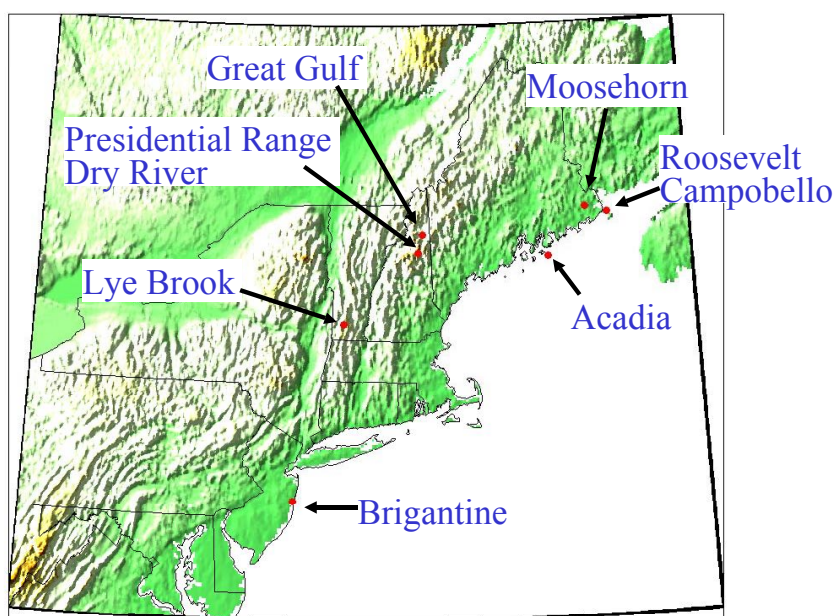 Great Gulf
Moosehorn
Presidential Range
Dry River
Roosevelt
Campobello
Lye Brook
Acadia
Brigantine